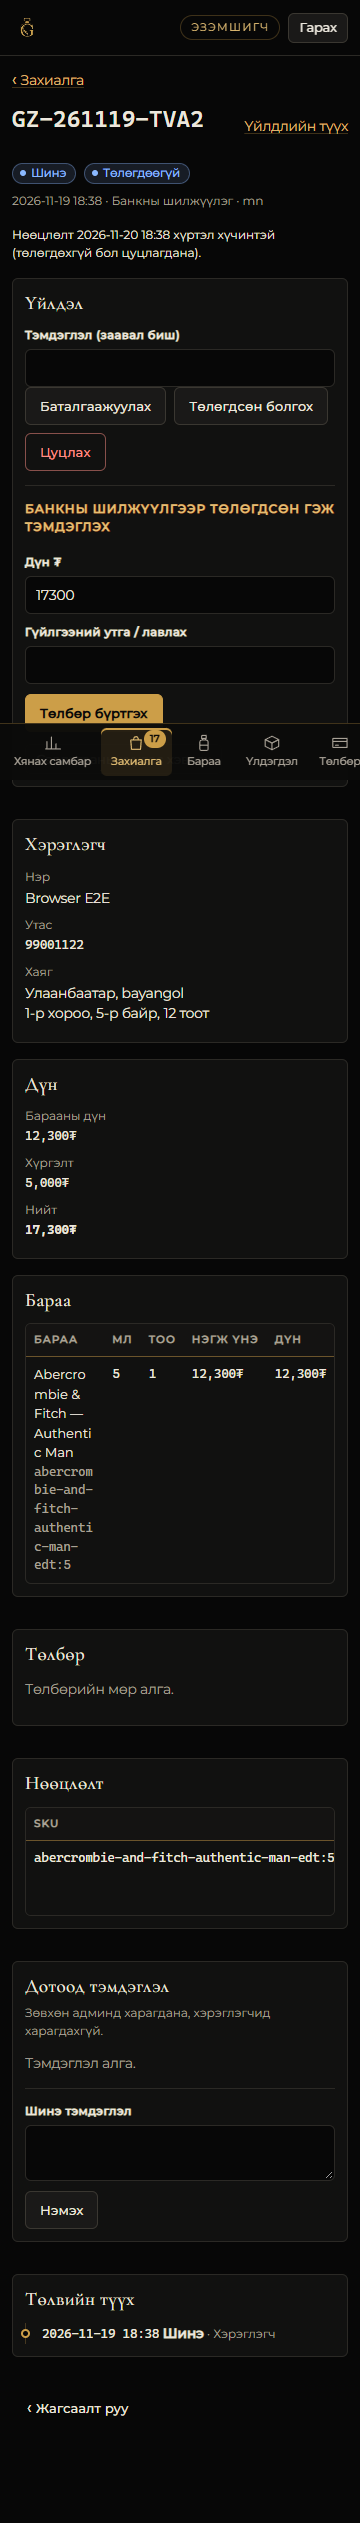 ЭЗЭМШИГЧ
Гарах
‹ Захиалга
GZ-261119-TVA2
Үйлдлийн түүх
Шинэ
Төлөгдөөгүй
2026-11-19 18:38 · Банкны шилжүүлэг · mn
Нөөцлөлт 2026-11-20 18:38 хүртэл хүчинтэй
(төлөгдөхгүй бол цуцлагдана).
Үйлдэл
Тэмдэглэл (заавал биш)
Баталгаажуулах
Төлөгдсөн болгох
Цуцлах
БАНКНЫ ШИЛЖҮҮЛГЭЭР ТӨЛӨГДСӨН ГЭЖ
ТЭМДЭГЛЭХ
Дүн ₮
17300
Гүйлгээний утга / лавлах
Төлбөр бүртгэх
17
Хянах самбар
Захиалга
Бараа
Үлдэгдэл
Төлбөр
Хэрэглэгч
Нэр
Browser E2E
Утас
99001122
Хаяг
Улаанбаатар, bayangol
1-р хороо, 5-р байр, 12 тоот
Дүн
Барааны дүн
12,300₮
Хүргэлт
5,000₮
Нийт
17,300₮
Бараа
БАРАА МЛ ТОО НЭГЖ ҮНЭ ДҮН
Abercro 5 1 12,300₮ 12,300₮
mbie &
Fitch —
Authenti
c Man
abercrom
bie-and-
fitch-
authenti
c-man-
edt:5
Төлбөр
Төлбөрийн мөр алга.
Нөөцлөлт
SKU
abercrombie-and-fitch-authentic-man-edt:5
Дотоод тэмдэглэл
Зөвхөн админд харагдана, хэрэглэгчид
харагдахгүй.
Тэмдэглэл алга.
Шинэ тэмдэглэл
Нэмэх
Төлвийн түүх
2026-11-19 18:38 Шинэ · Хэрэглэгч
‹ Жагсаалт руу